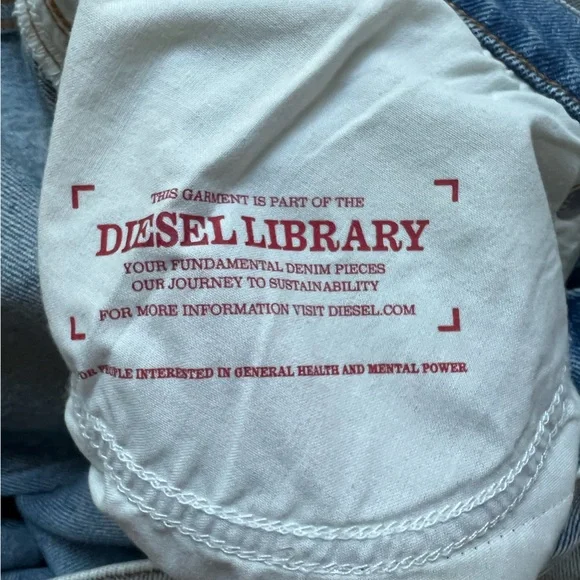 THIS GARMENT IS PART OF THE
DIESEL LIBRARY
YOUR FUNDAMENTAL DENIM PIECES
OUR JOURNEY TO SUSTAINABILITY
FOR MORE INFORMATION VISIT DIESEL.COM
PEOPLE INTERESTED IN GENERAL HEALTH AND MENTAL POWER